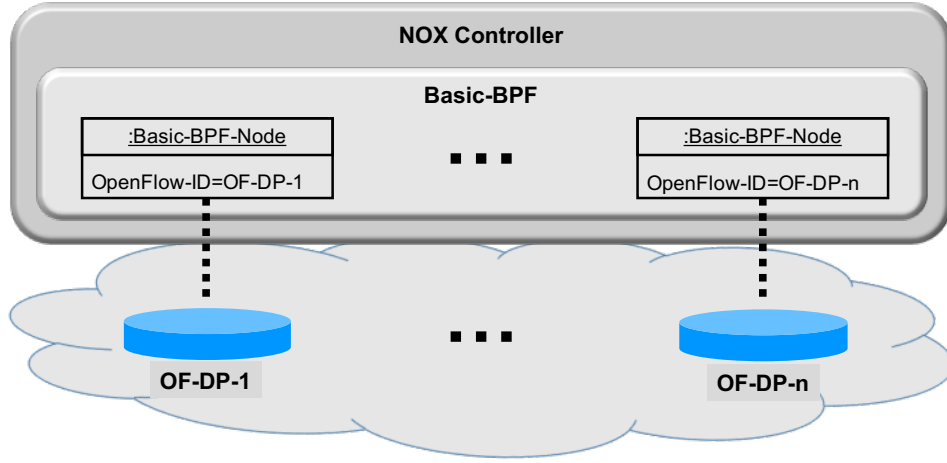 NOX Controller
Basic-BPF
:Basic-BPF-Node
OpenFlow-ID=OF-DP-1
:Basic-BPF-Node
OpenFlow-ID=OF-DP-n
OF-DP-1
OF-DP-n